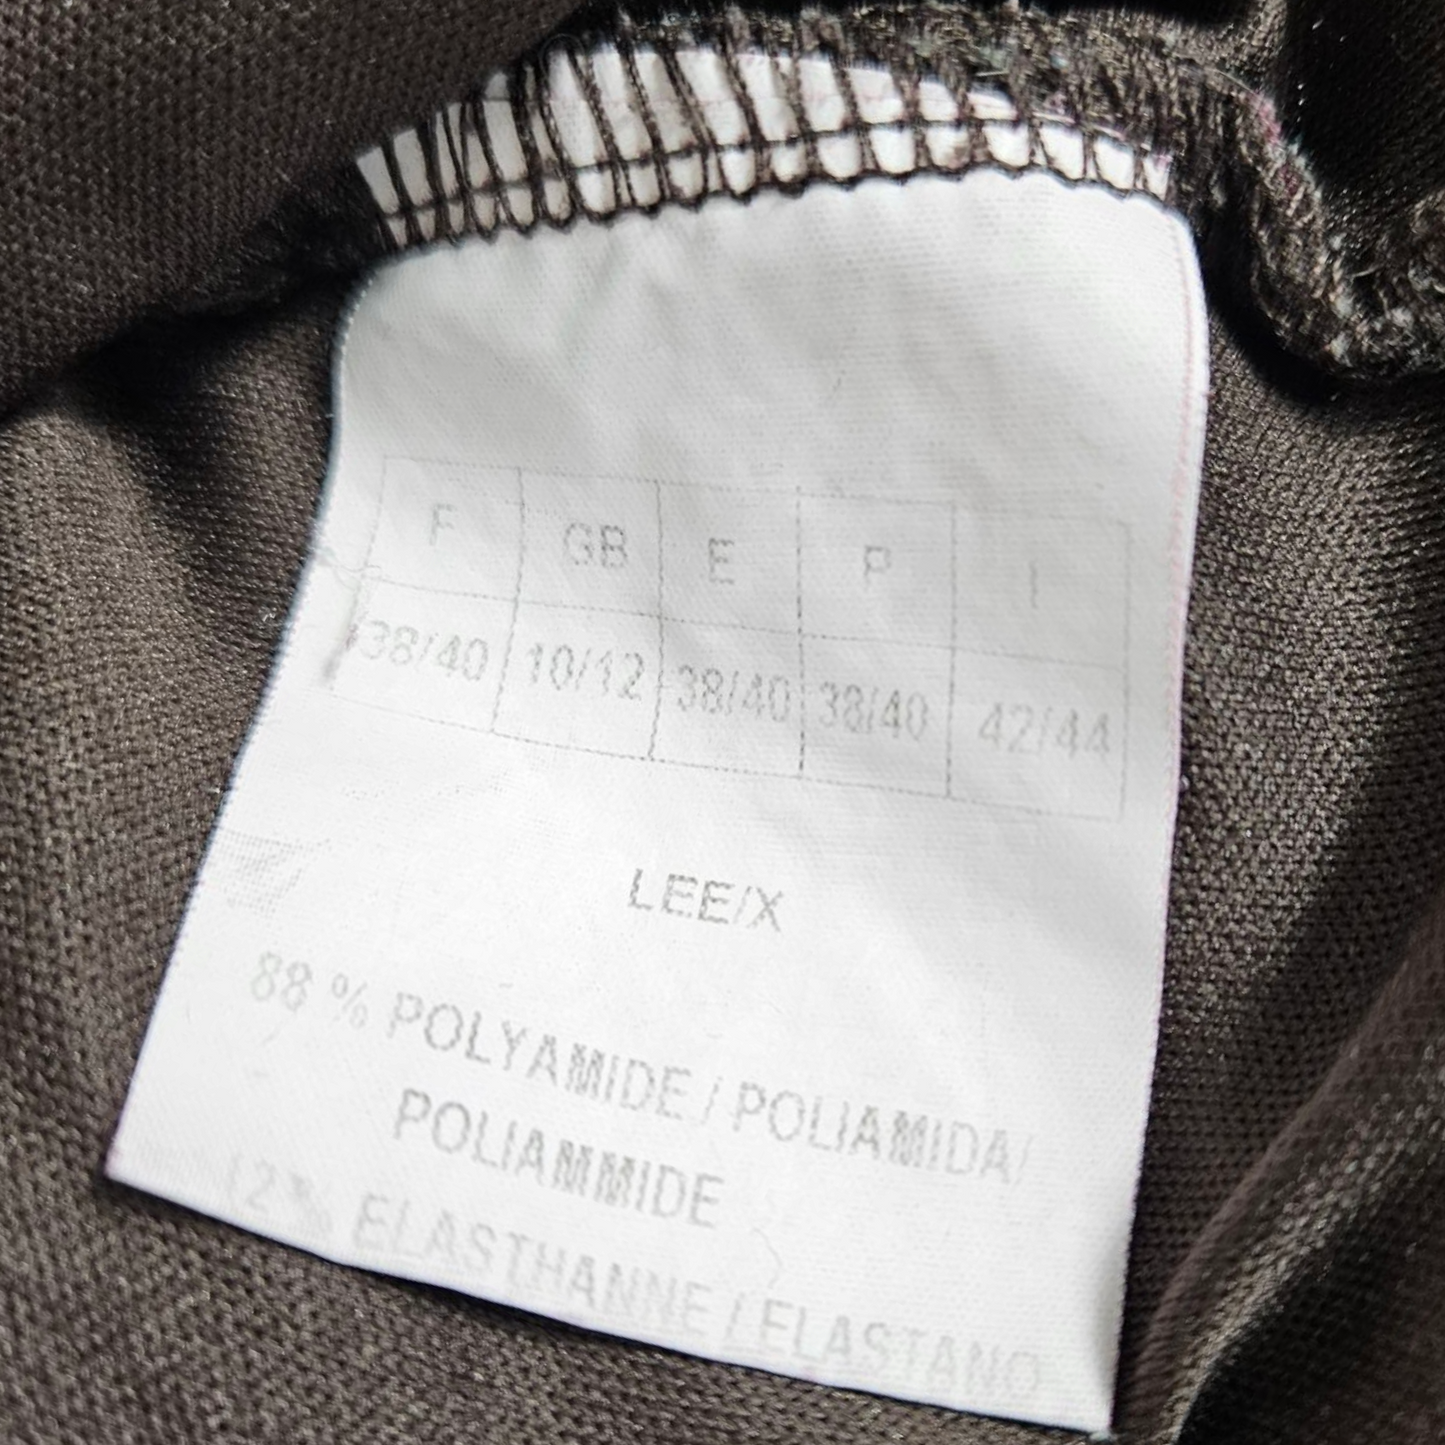 F GB E P I
38/40 10/12 38/40 38/40 42/44
LEE/X
88 % POLYAMIDE / POLIAMIDA/
POLIAMMIDE
12% ELASTHANNE / ELASTANO